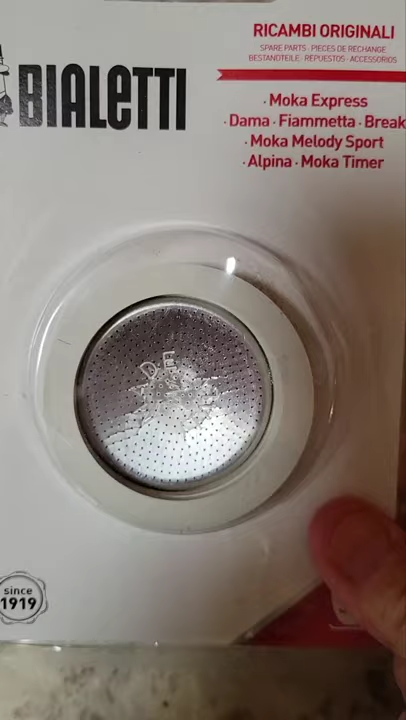 BIALETTI
RICAMBI ORIGINALI
SPARE PARTS · PIECES DE RECHANGE
BESTANDTEILE · REPUESTOS · ACCESSORIOS
· Moka Express
· Dama · Fiammetta · Break
· Moka Melody Sport
· Alpina · Moka Timer
since
1919